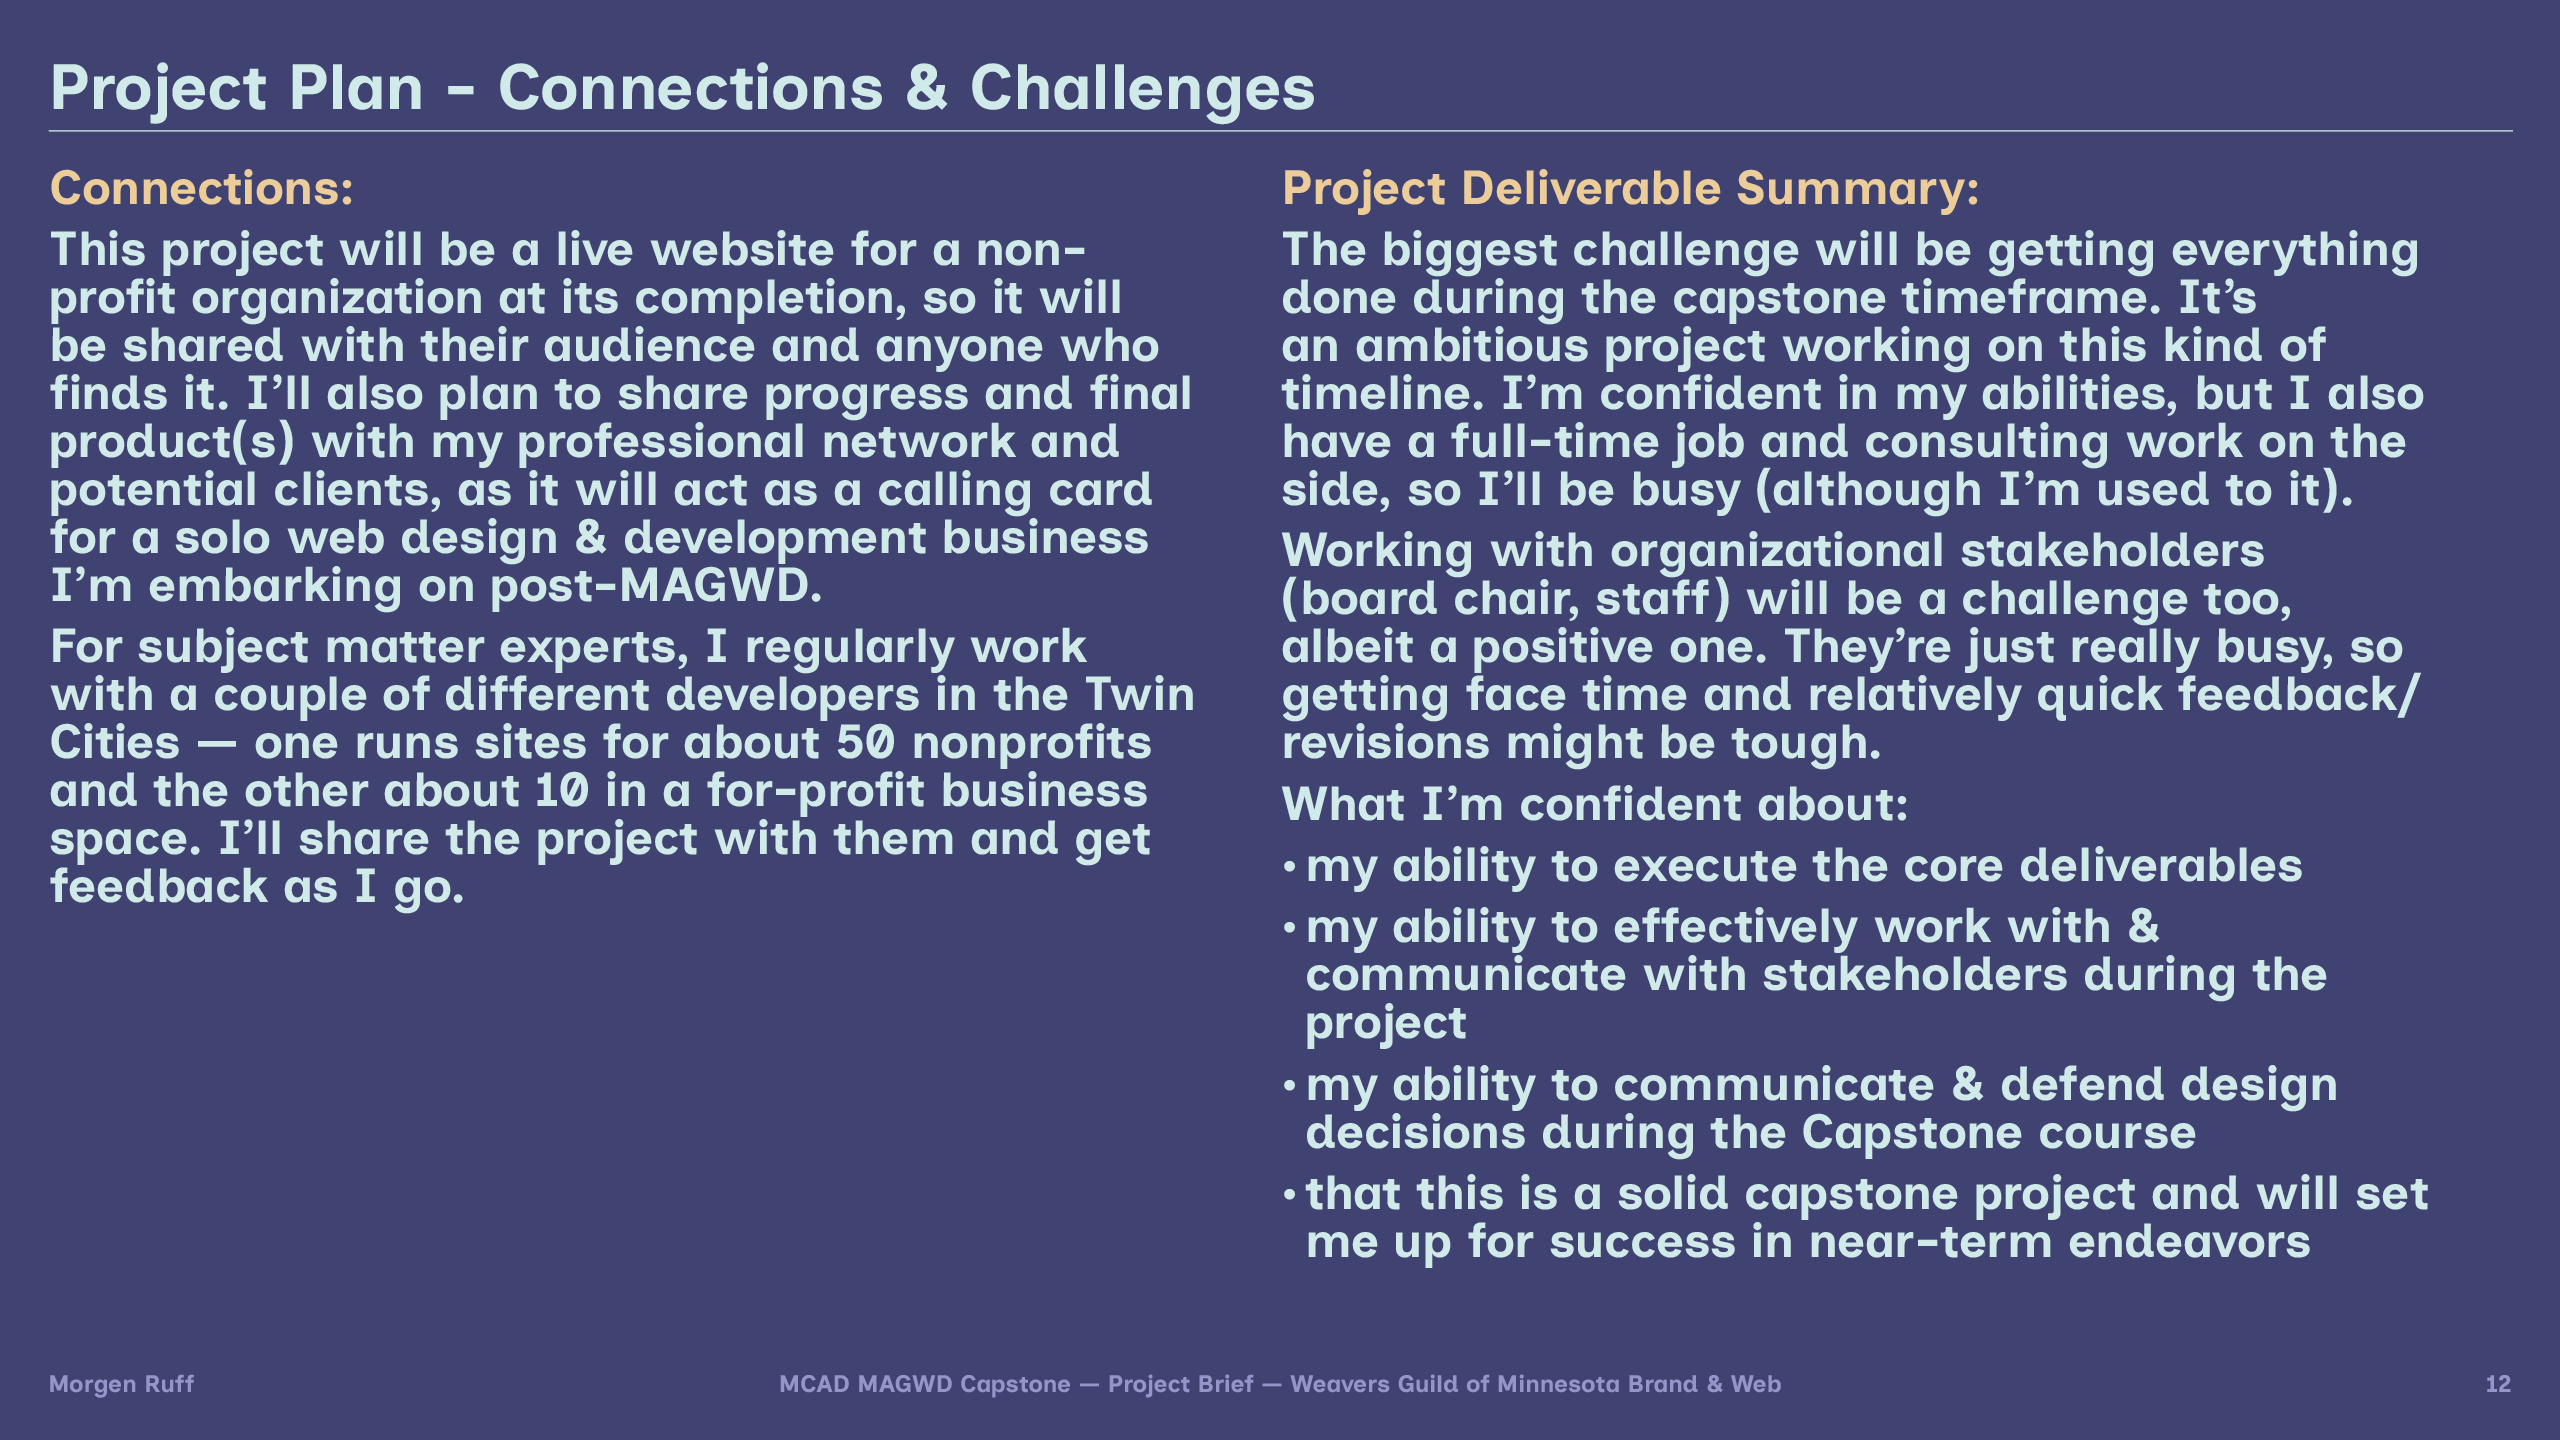 Project Plan - Connections & Challenges
Connections:
This project will be a live website for a non-
profit organization at its completion, so it will
be shared with their audience and anyone who
finds it. I’ll also plan to share progress and final
product(s) with my professional network and
potential clients, as it will act as a calling card
for a solo web design & development business
I’m embarking on post-MAGWD.
For subject matter experts, I regularly work
with a couple of different developers in the Twin
Cities — one runs sites for about 50 nonprofits
and the other about 10 in a for-profit business
space. I’ll share the project with them and get
feedback as I go.
Project Deliverable Summary:
The biggest challenge will be getting everything
done during the capstone timeframe. It’s
an ambitious project working on this kind of
timeline. I’m confident in my abilities, but I also
have a full-time job and consulting work on the
side, so I’ll be busy (although I’m used to it).
Working with organizational stakeholders
(board chair, staff) will be a challenge too,
albeit a positive one. They’re just really busy, so
getting face time and relatively quick feedback/
revisions might be tough.
What I’m confident about:
• my ability to execute the core deliverables
• my ability to effectively work with &
communicate with stakeholders during the
project
• my ability to communicate & defend design
decisions during the Capstone course
• that this is a solid capstone project and will set
me up for success in near-term endeavors
Morgen Ruff
MCAD MAGWD Capstone — Project Brief — Weavers Guild of Minnesota Brand & Web
12